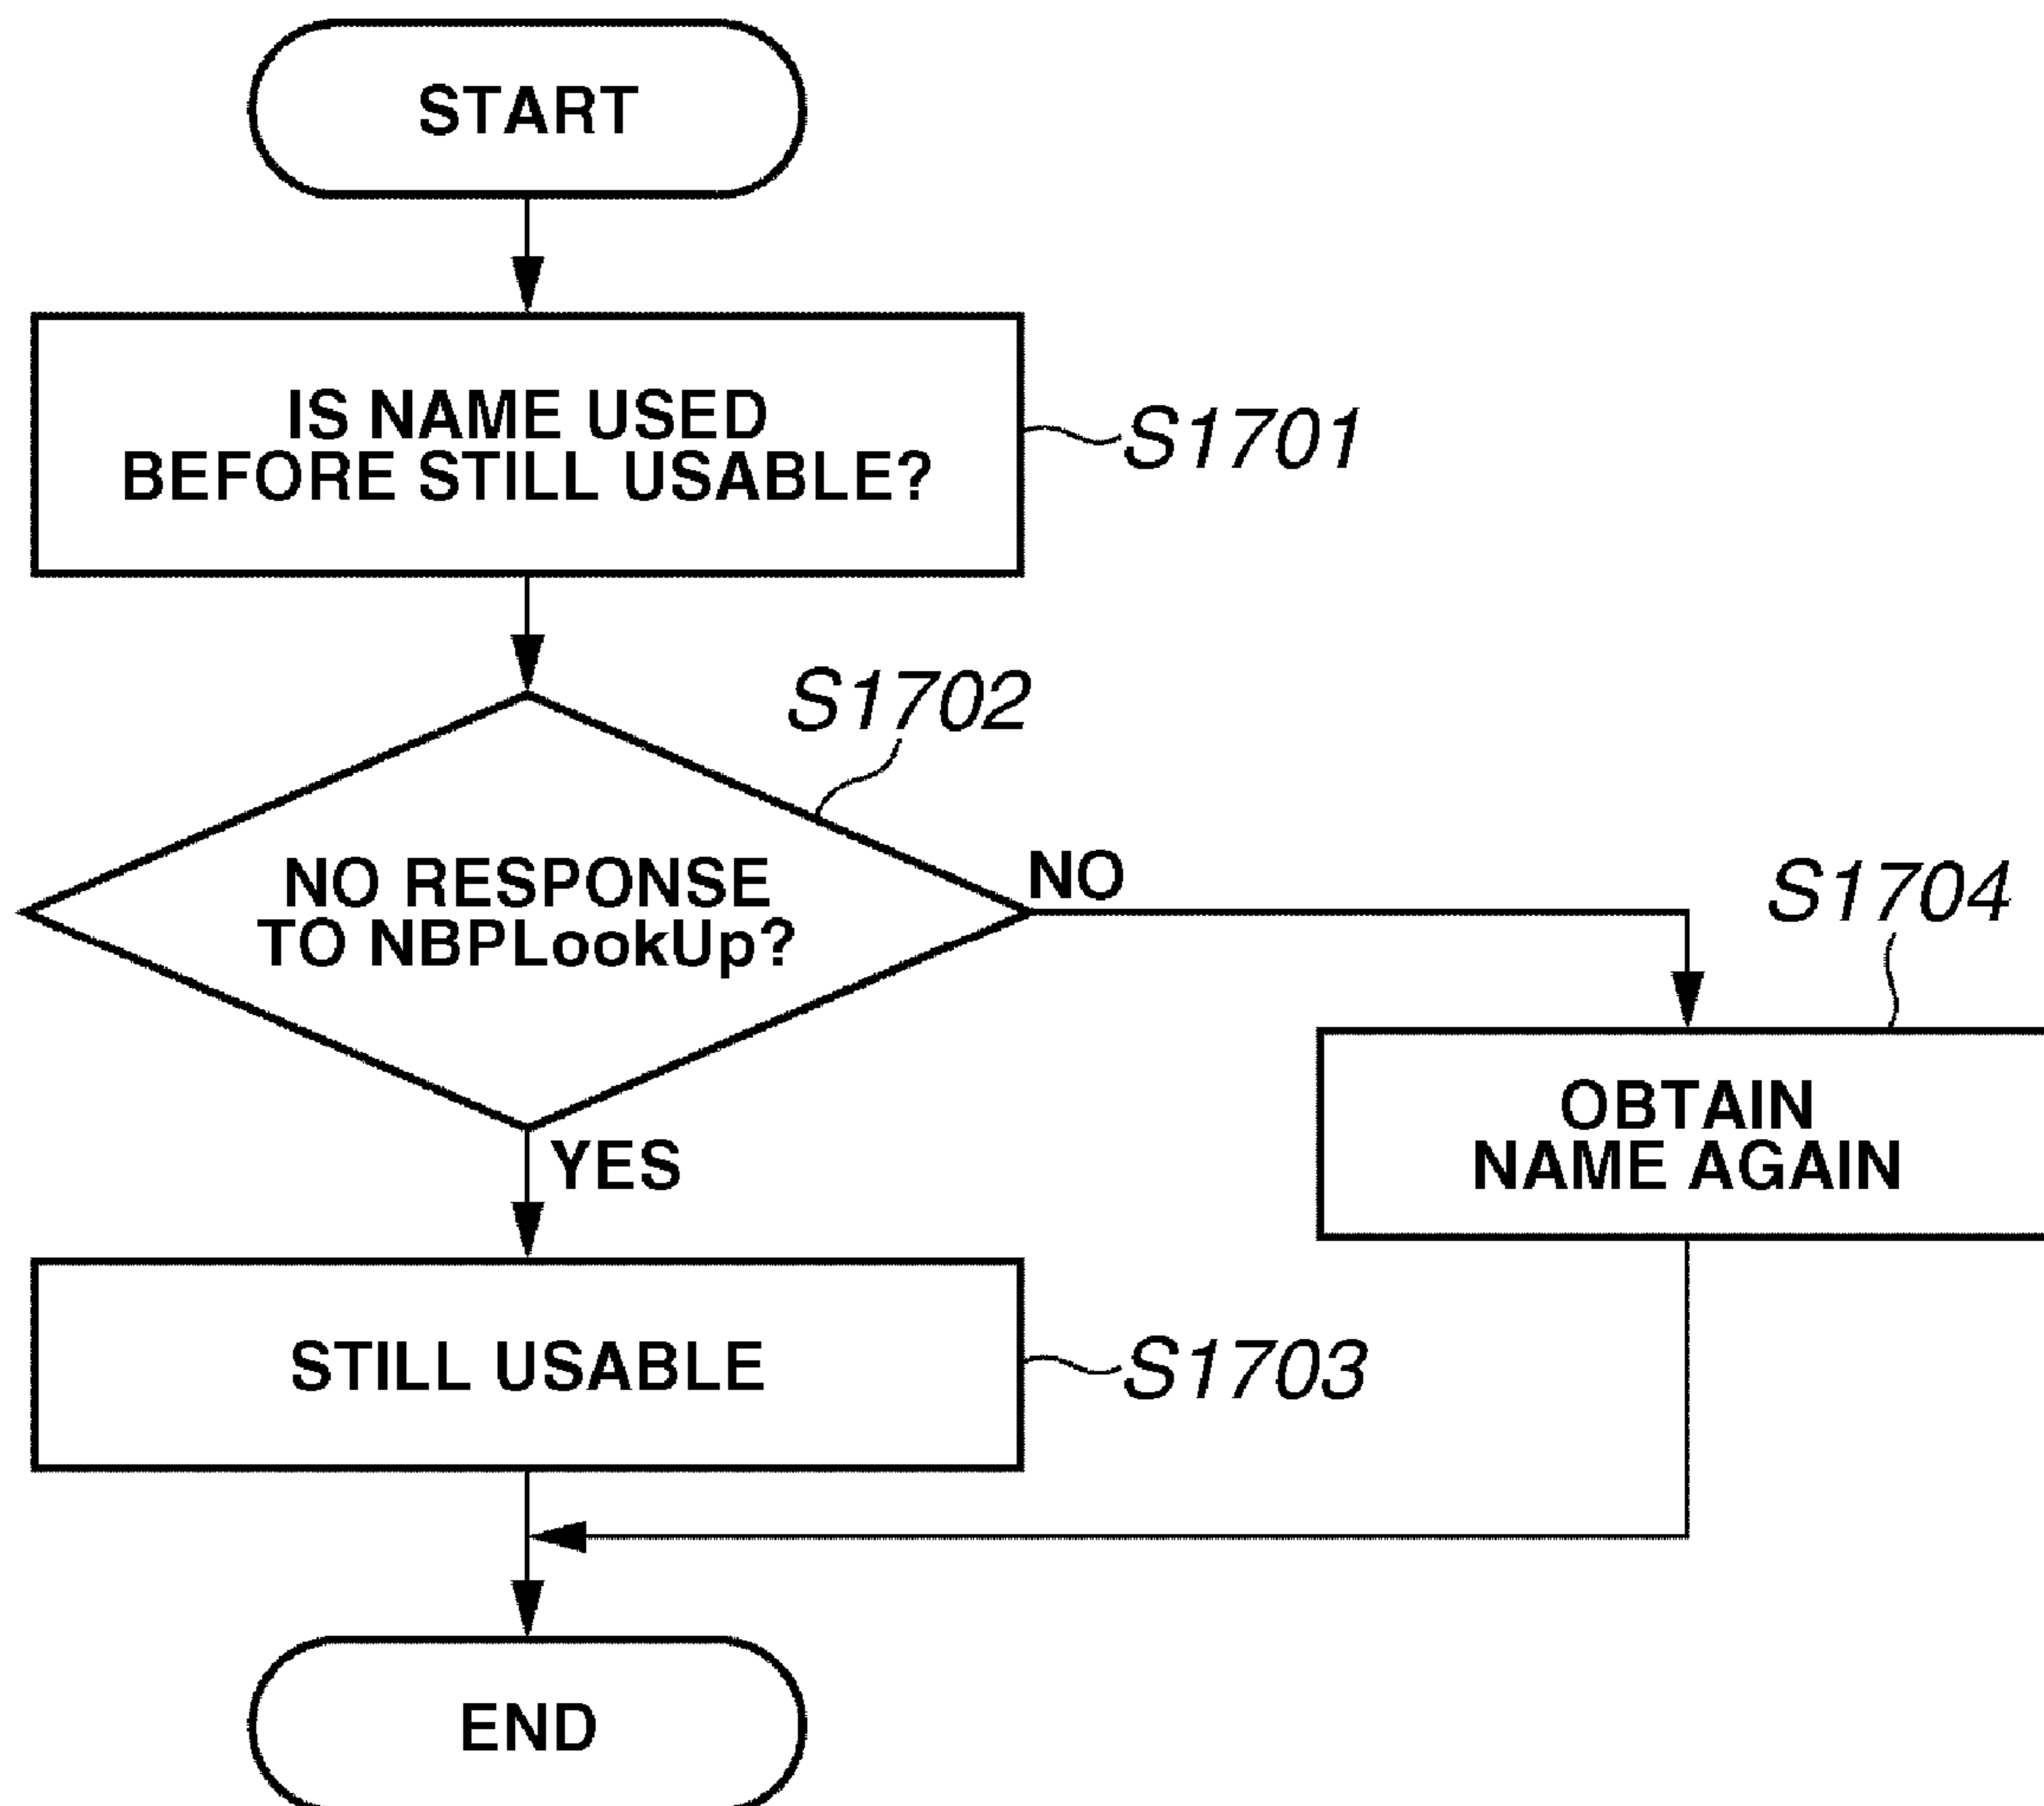 START
IS NAME USED
BEFORE STILL USABLE?
S1701
S1702
NO RESPONSE
TO NBPLookUp?
NO
S1704
OBTAIN
NAME AGAIN
YES
STILL USABLE
S1703
END